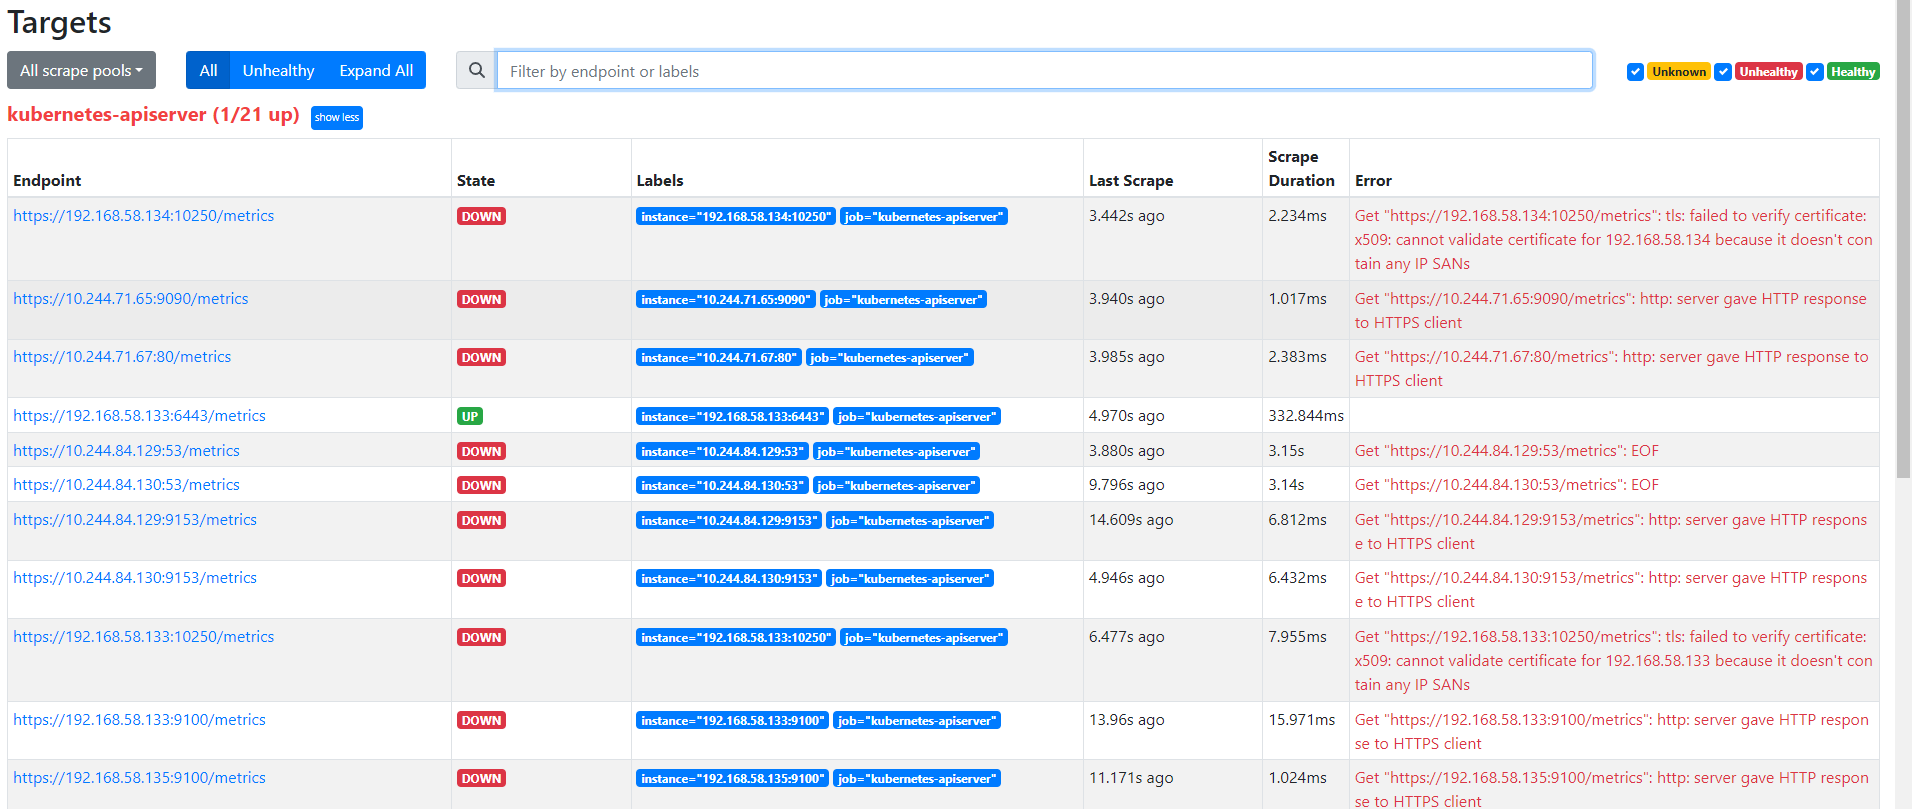 Targets
All scrape pools
All Unhealthy Expand All
Filter by endpoint or labels
Unknown Unhealthy Healthy
kubernetes-apiserver (1/21 up) show less
Endpoint State Labels Last Scrape Scrape Duration Error
https://192.168.58.134:10250/metrics DOWN instance="192.168.58.134:10250" job="kubernetes-apiserver" 3.442s ago 2.234ms Get "https://192.168.58.134:10250/metrics": tls: failed to verify certificate:
x509: cannot validate certificate for 192.168.58.134 because it doesn't con
tain any IP SANs
https://10.244.71.65:9090/metrics DOWN instance="10.244.71.65:9090" job="kubernetes-apiserver" 3.940s ago 1.017ms Get "https://10.244.71.65:9090/metrics": http: server gave HTTP response
to HTTPS client
https://10.244.71.67:80/metrics DOWN instance="10.244.71.67:80" job="kubernetes-apiserver" 3.985s ago 2.383ms Get "https://10.244.71.67:80/metrics": http: server gave HTTP response to
HTTPS client
https://192.168.58.133:6443/metrics UP instance="192.168.58.133:6443" job="kubernetes-apiserver" 4.970s ago 332.844ms
https://10.244.84.129:53/metrics DOWN instance="10.244.84.129:53" job="kubernetes-apiserver" 3.880s ago 3.15s Get "https://10.244.84.129:53/metrics": EOF
https://10.244.84.130:53/metrics DOWN instance="10.244.84.130:53" job="kubernetes-apiserver" 9.796s ago 3.14s Get "https://10.244.84.130:53/metrics": EOF
https://10.244.84.129:9153/metrics DOWN instance="10.244.84.129:9153" job="kubernetes-apiserver" 14.609s ago 6.812ms Get "https://10.244.84.129:9153/metrics": http: server gave HTTP respons
e to HTTPS client
https://10.244.84.130:9153/metrics DOWN instance="10.244.84.130:9153" job="kubernetes-apiserver" 4.946s ago 6.432ms Get "https://10.244.84.130:9153/metrics": http: server gave HTTP respons
e to HTTPS client
https://192.168.58.133:10250/metrics DOWN instance="192.168.58.133:10250" job="kubernetes-apiserver" 6.477s ago 7.955ms Get "https://192.168.58.133:10250/metrics": tls: failed to verify certificate:
x509: cannot validate certificate for 192.168.58.133 because it doesn't con
tain any IP SANs
https://192.168.58.133:9100/metrics DOWN instance="192.168.58.133:9100" job="kubernetes-apiserver" 13.96s ago 15.971ms Get "https://192.168.58.133:9100/metrics": http: server gave HTTP respon
se to HTTPS client
https://192.168.58.135:9100/metrics DOWN instance="192.168.58.135:9100" job="kubernetes-apiserver" 11.171s ago 1.024ms Get "https://192.168.58.135:9100/metrics": http: server gave HTTP respon
se to HTTPS client